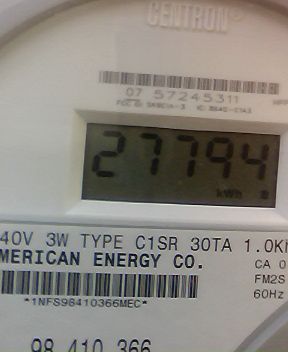 CENTRON®
07 57245311
27794
kWh
40V 3W TYPE C1SR 30TA 1.0K
MERICAN ENERGY CO.
CA 0
FM2S
60Hz
*1NFS98410366MEC*
98 410 366